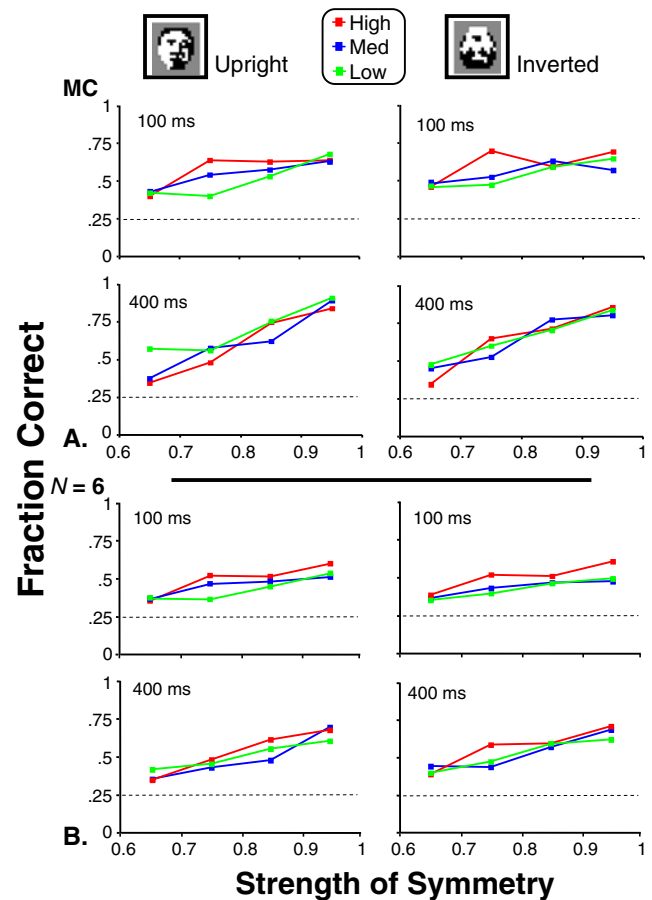 High
Med
Low
Upright
Inverted
MC
1
.75
.5
.25
0
100 ms
100 ms
1
.75
.5
.25
0
400 ms
400 ms
0.6 0.7 0.8 0.9 1
0.6 0.7 0.8 0.9 1
A.
Fraction Correct
N = 6
1
.75
.5
.25
0
100 ms
100 ms
1
.75
.5
.25
0
400 ms
400 ms
0.6 0.7 0.8 0.9 1
0.6 0.7 0.8 0.9 1
B.
Strength of Symmetry